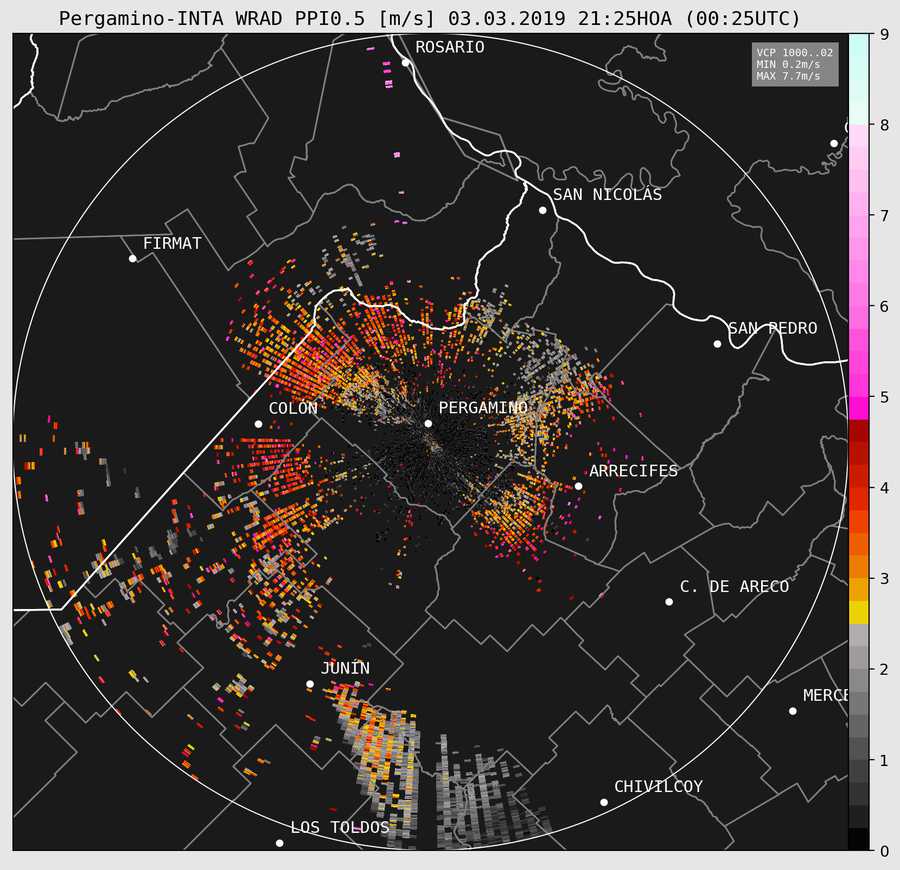 Pergamino-INTA WRAD PPI0.5 [m/s] 03.03.2019 21:25HOA (00:25UTC)
VCP 1000..02
MIN 0.2m/s
MAX 7.7m/s
ROSARIO
SAN NICOLÁS
FIRMAT
SAN PEDRO
COLÓN
PERGAMINO
ARRECIFES
C. DE ARECO
JUNÍN
MERCE
CHIVILCOY
LOS TOLDOS
9
8
7
6
5
4
3
2
1
0